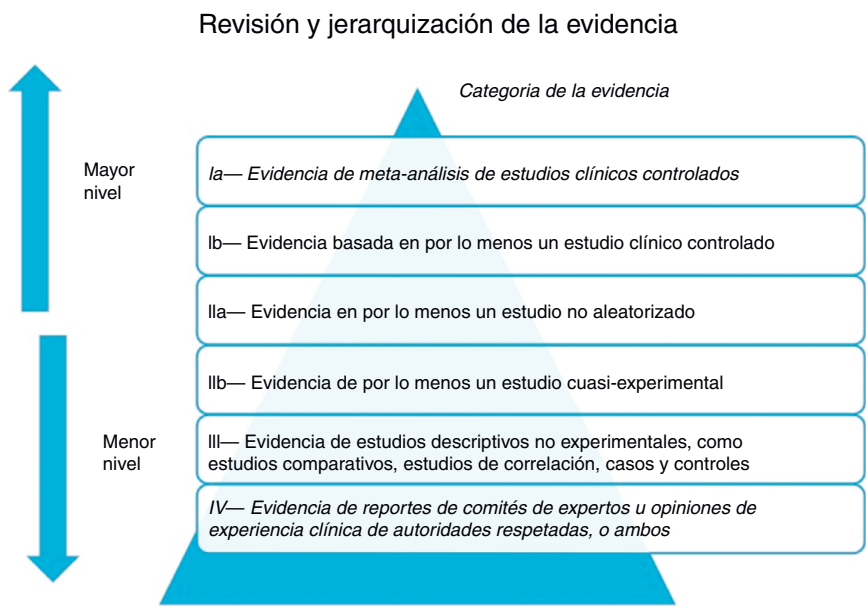 Revisión y jerarquización de la evidencia
Categoria de la evidencia
Mayor
nivel
Ia— Evidencia de meta-análisis de estudios clínicos controlados
Ib— Evidencia basada en por lo menos un estudio clínico controlado
IIa— Evidencia en por lo menos un estudio no aleatorizado
IIb— Evidencia de por lo menos un estudio cuasi-experimental
Menor
nivel
III— Evidencia de estudios descriptivos no experimentales, como
estudios comparativos, estudios de correlación, casos y controles
IV— Evidencia de reportes de comités de expertos u opiniones de
experiencia clínica de autoridades respetadas, o ambos